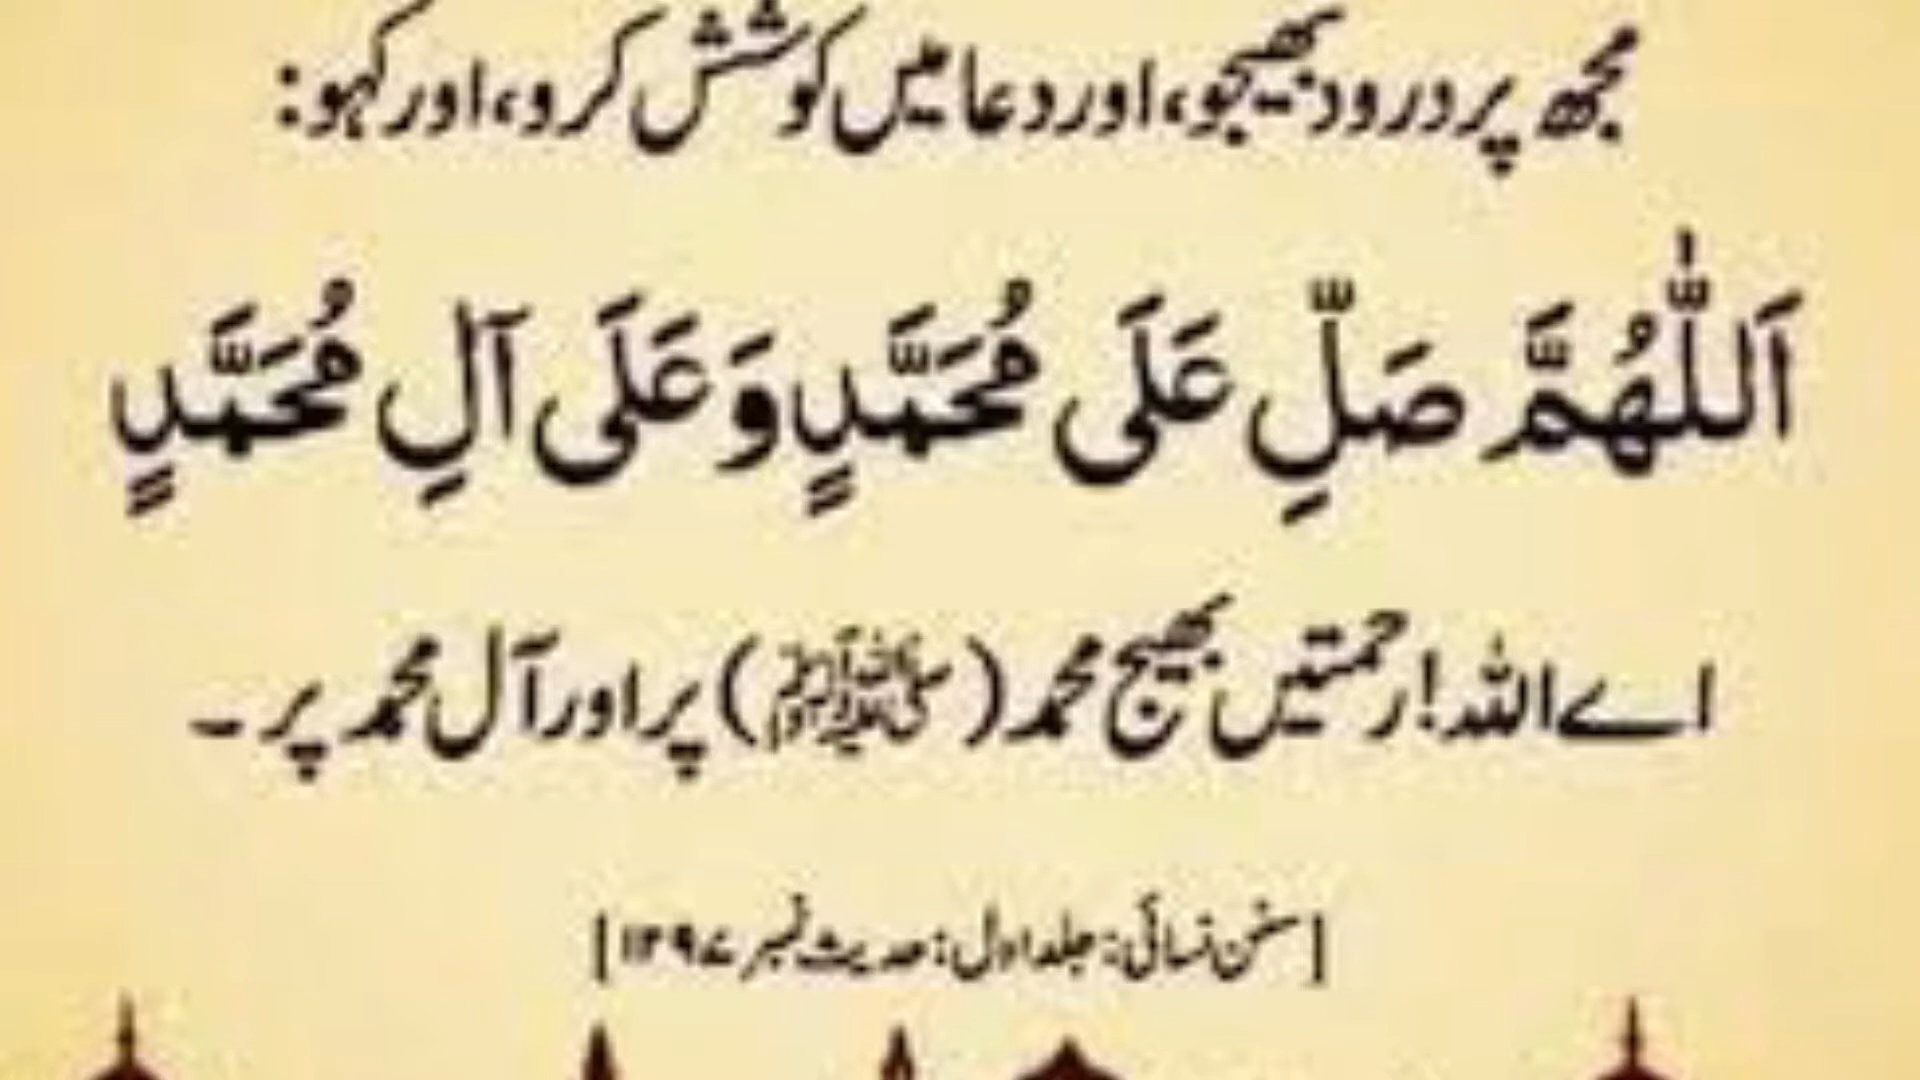 مجھ پر درود بھیجو، اور دعا میں کوشش کرو، اور کہو:
اَللّٰهُمَّ صَلِّ عَلَى مُحَمَّدٍ وَعَلَى آلِ مُحَمَّدٍ
اے اللہ! رحمتیں بھیج محمد (ﷺ) پر اور آل محمد پر۔
[سنن نسائی: جلد اول: حدیث نمبر ۱۲۹۷]